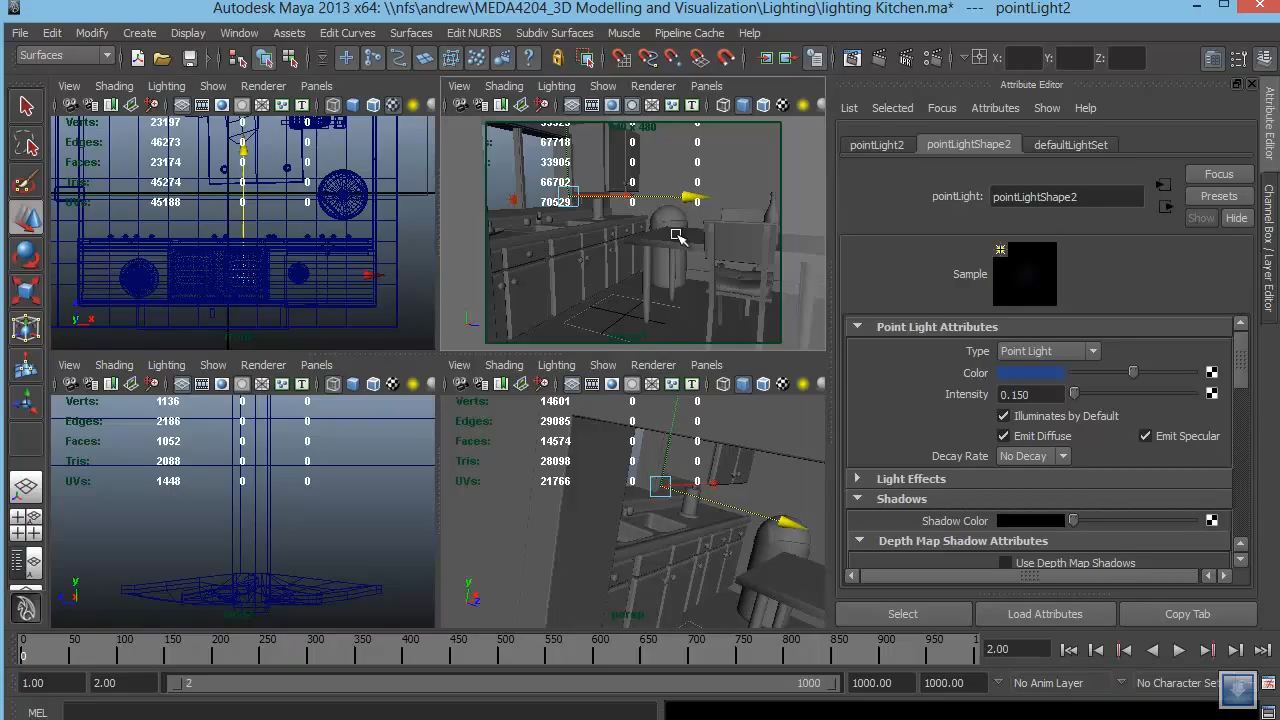 Autodesk Maya 2013 x64: \\nfs\andrew\MEDA4204_3D Modelling and Visualization\Lighting\lighting Kitchen.ma*   ---   pointLight2
File Edit Modify Create Display Window Assets Edit Curves Surfaces Edit NURBS Subdiv Surfaces Muscle Pipeline Cache Help
Surfaces X: Y: Z:
View Shading Lighting Show Renderer Panels
View Shading Lighting Show Renderer Panels
Verts: 23197 0 0
Edges: 46273 0 0
Faces: 23174 0 0
Tris: 45274 0 0
UVs: 45188 0 0
67718 0
33905 0
66702 0
70529 0 0
View Shading Lighting Show Renderer Panels
View Shading Lighting Show Renderer Panels
Verts: 1136 0 0
Edges: 2186 0 0
Faces: 1052 0 0
Tris: 2088 0 0
UVs: 1448 0 0
Verts: 14601 0 0
Edges: 29085 0 0
Faces: 14574 0 0
Tris: 28098 0 0
UVs: 21766 0 0
persp
Attribute Editor
List Selected Focus Attributes Show Help
pointLight2 pointLightShape2 defaultLightSet
Focus
pointLight: pointLightShape2 Presets
Show Hide
Sample
Point Light Attributes
Type Point Light
Color
Intensity 0.150
Illuminates by Default
Emit Diffuse Emit Specular
Decay Rate No Decay
Light Effects
Shadows
Shadow Color
Depth Map Shadow Attributes
Use Depth Map Shadows
Select Load Attributes Copy Tab
Attribute Editor
Channel Box / Layer Editor
0 50 100 150 200 250 300 350 400 450 500 550 600 650 700 750 800 850 900 950 1
0
2.00
1.00 2.00 2 1000 1000.00 1000.00 No Anim Layer No Character Set
MEL